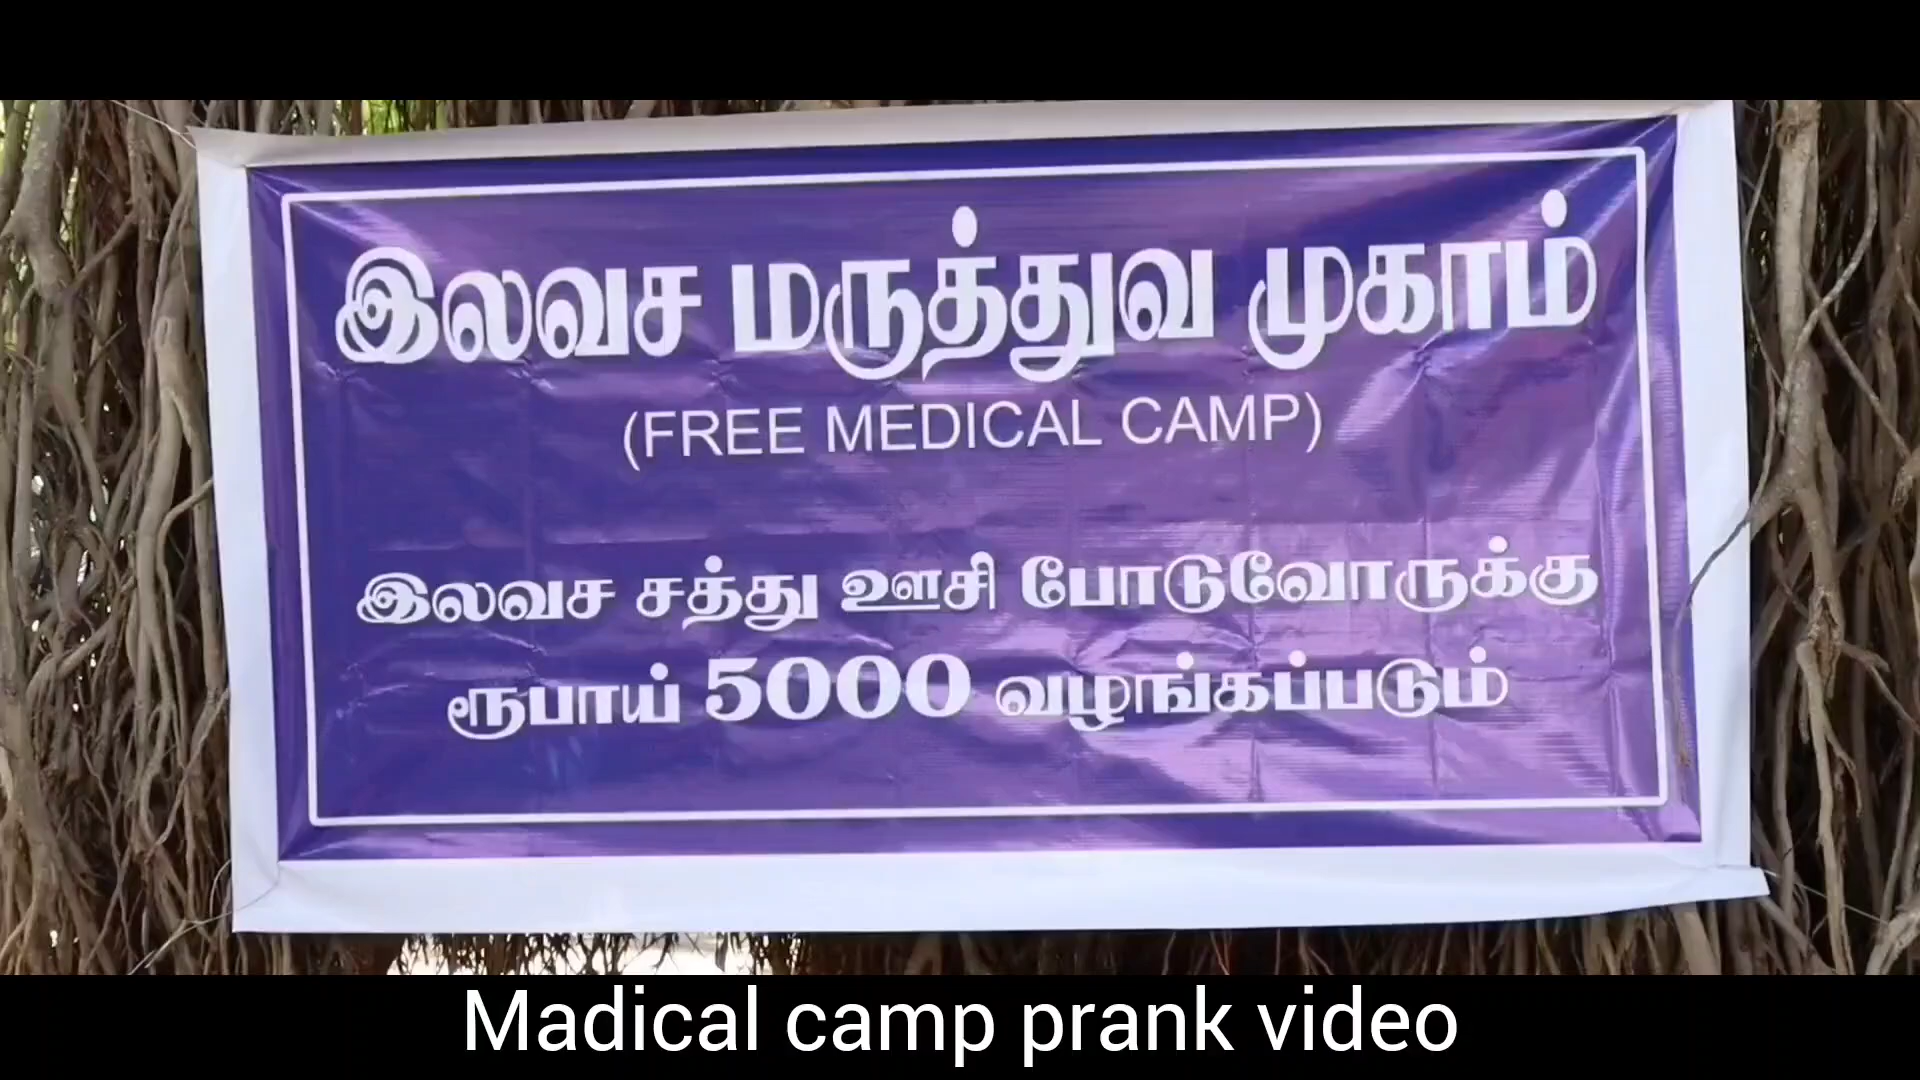 இலவச மருத்துவ முகாம்
(FREE MEDICAL CAMP)
இலவச சத்து ஊசி போடுவோருக்கு
ரூபாய் 5000 வழங்கப்படும்
Madical camp prank video